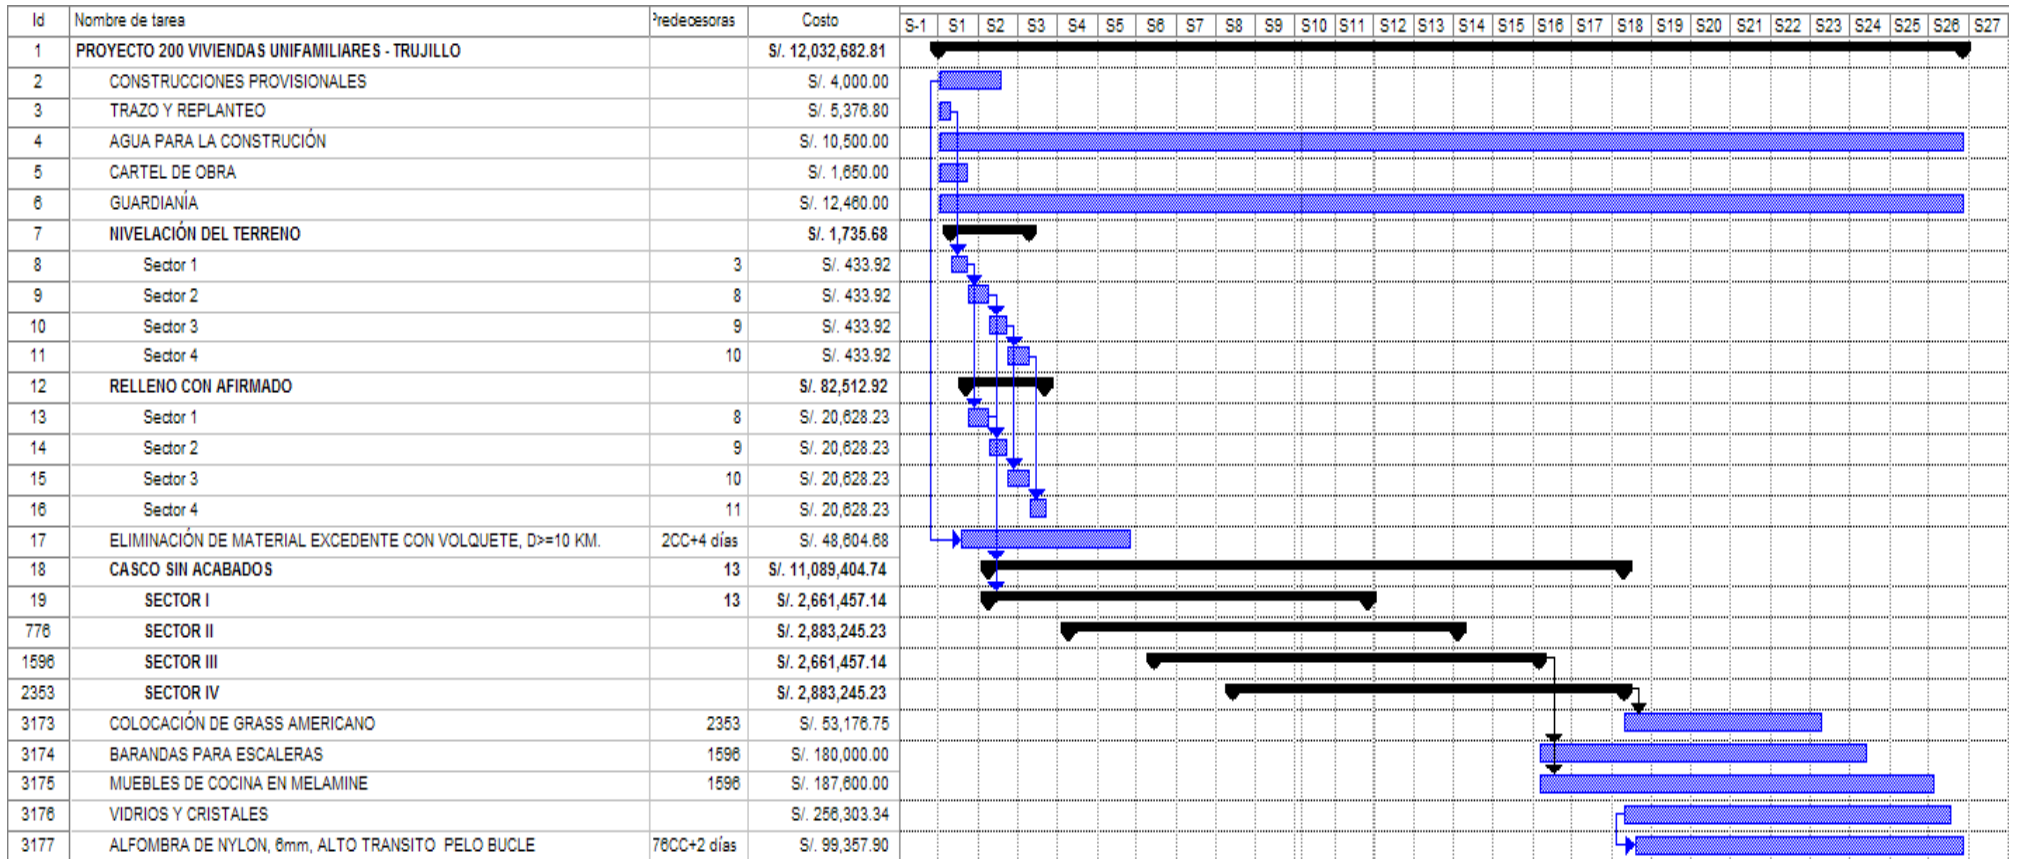 Id Nombre de tarea Predecesoras Costo S-1 S1 S2 S3 S4 S5 S6 S7 S8 S9 S10 S11 S12 S13 S14 S15 S16 S17 S18 S19 S20 S21 S22 S23 S24 S25 S26 S27
1 PROYECTO 200 VIVIENDAS UNIFAMILIARES - TRUJILLO S/. 12,032,682.81
2 CONSTRUCCIONES PROVISIONALES S/. 4,000.00
3 TRAZO Y REPLANTEO S/. 5,376.80
4 AGUA PARA LA CONSTRUCIÓN S/. 10,500.00
5 CARTEL DE OBRA S/. 1,650.00
6 GUARDIANÍA S/. 12,460.00
7 NIVELACIÓN DEL TERRENO S/. 1,735.68
8 Sector 1 3 S/. 433.92
9 Sector 2 8 S/. 433.92
10 Sector 3 9 S/. 433.92
11 Sector 4 10 S/. 433.92
12 RELLENO CON AFIRMADO S/. 82,512.92
13 Sector 1 8 S/. 20,628.23
14 Sector 2 9 S/. 20,628.23
15 Sector 3 10 S/. 20,628.23
16 Sector 4 11 S/. 20,628.23
17 ELIMINACIÓN DE MATERIAL EXCEDENTE CON VOLQUETE, D>=10 KM. 2CC+4 días S/. 48,604.68
18 CASCO SIN ACABADOS 13 S/. 11,089,404.74
19 SECTOR I 13 S/. 2,661,457.14
776 SECTOR II S/. 2,883,245.23
1596 SECTOR III S/. 2,661,457.14
2353 SECTOR IV S/. 2,883,245.23
3173 COLOCACIÓN DE GRASS AMERICANO 2353 S/. 53,176.75
3174 BARANDAS PARA ESCALERAS 1596 S/. 180,000.00
3175 MUEBLES DE COCINA EN MELAMINE 1596 S/. 187,600.00
3176 VIDRIOS Y CRISTALES S/. 256,303.34
3177 ALFOMBRA DE NYLON, 6mm, ALTO TRANSITO PELO BUCLE 76CC+2 días S/. 99,357.90